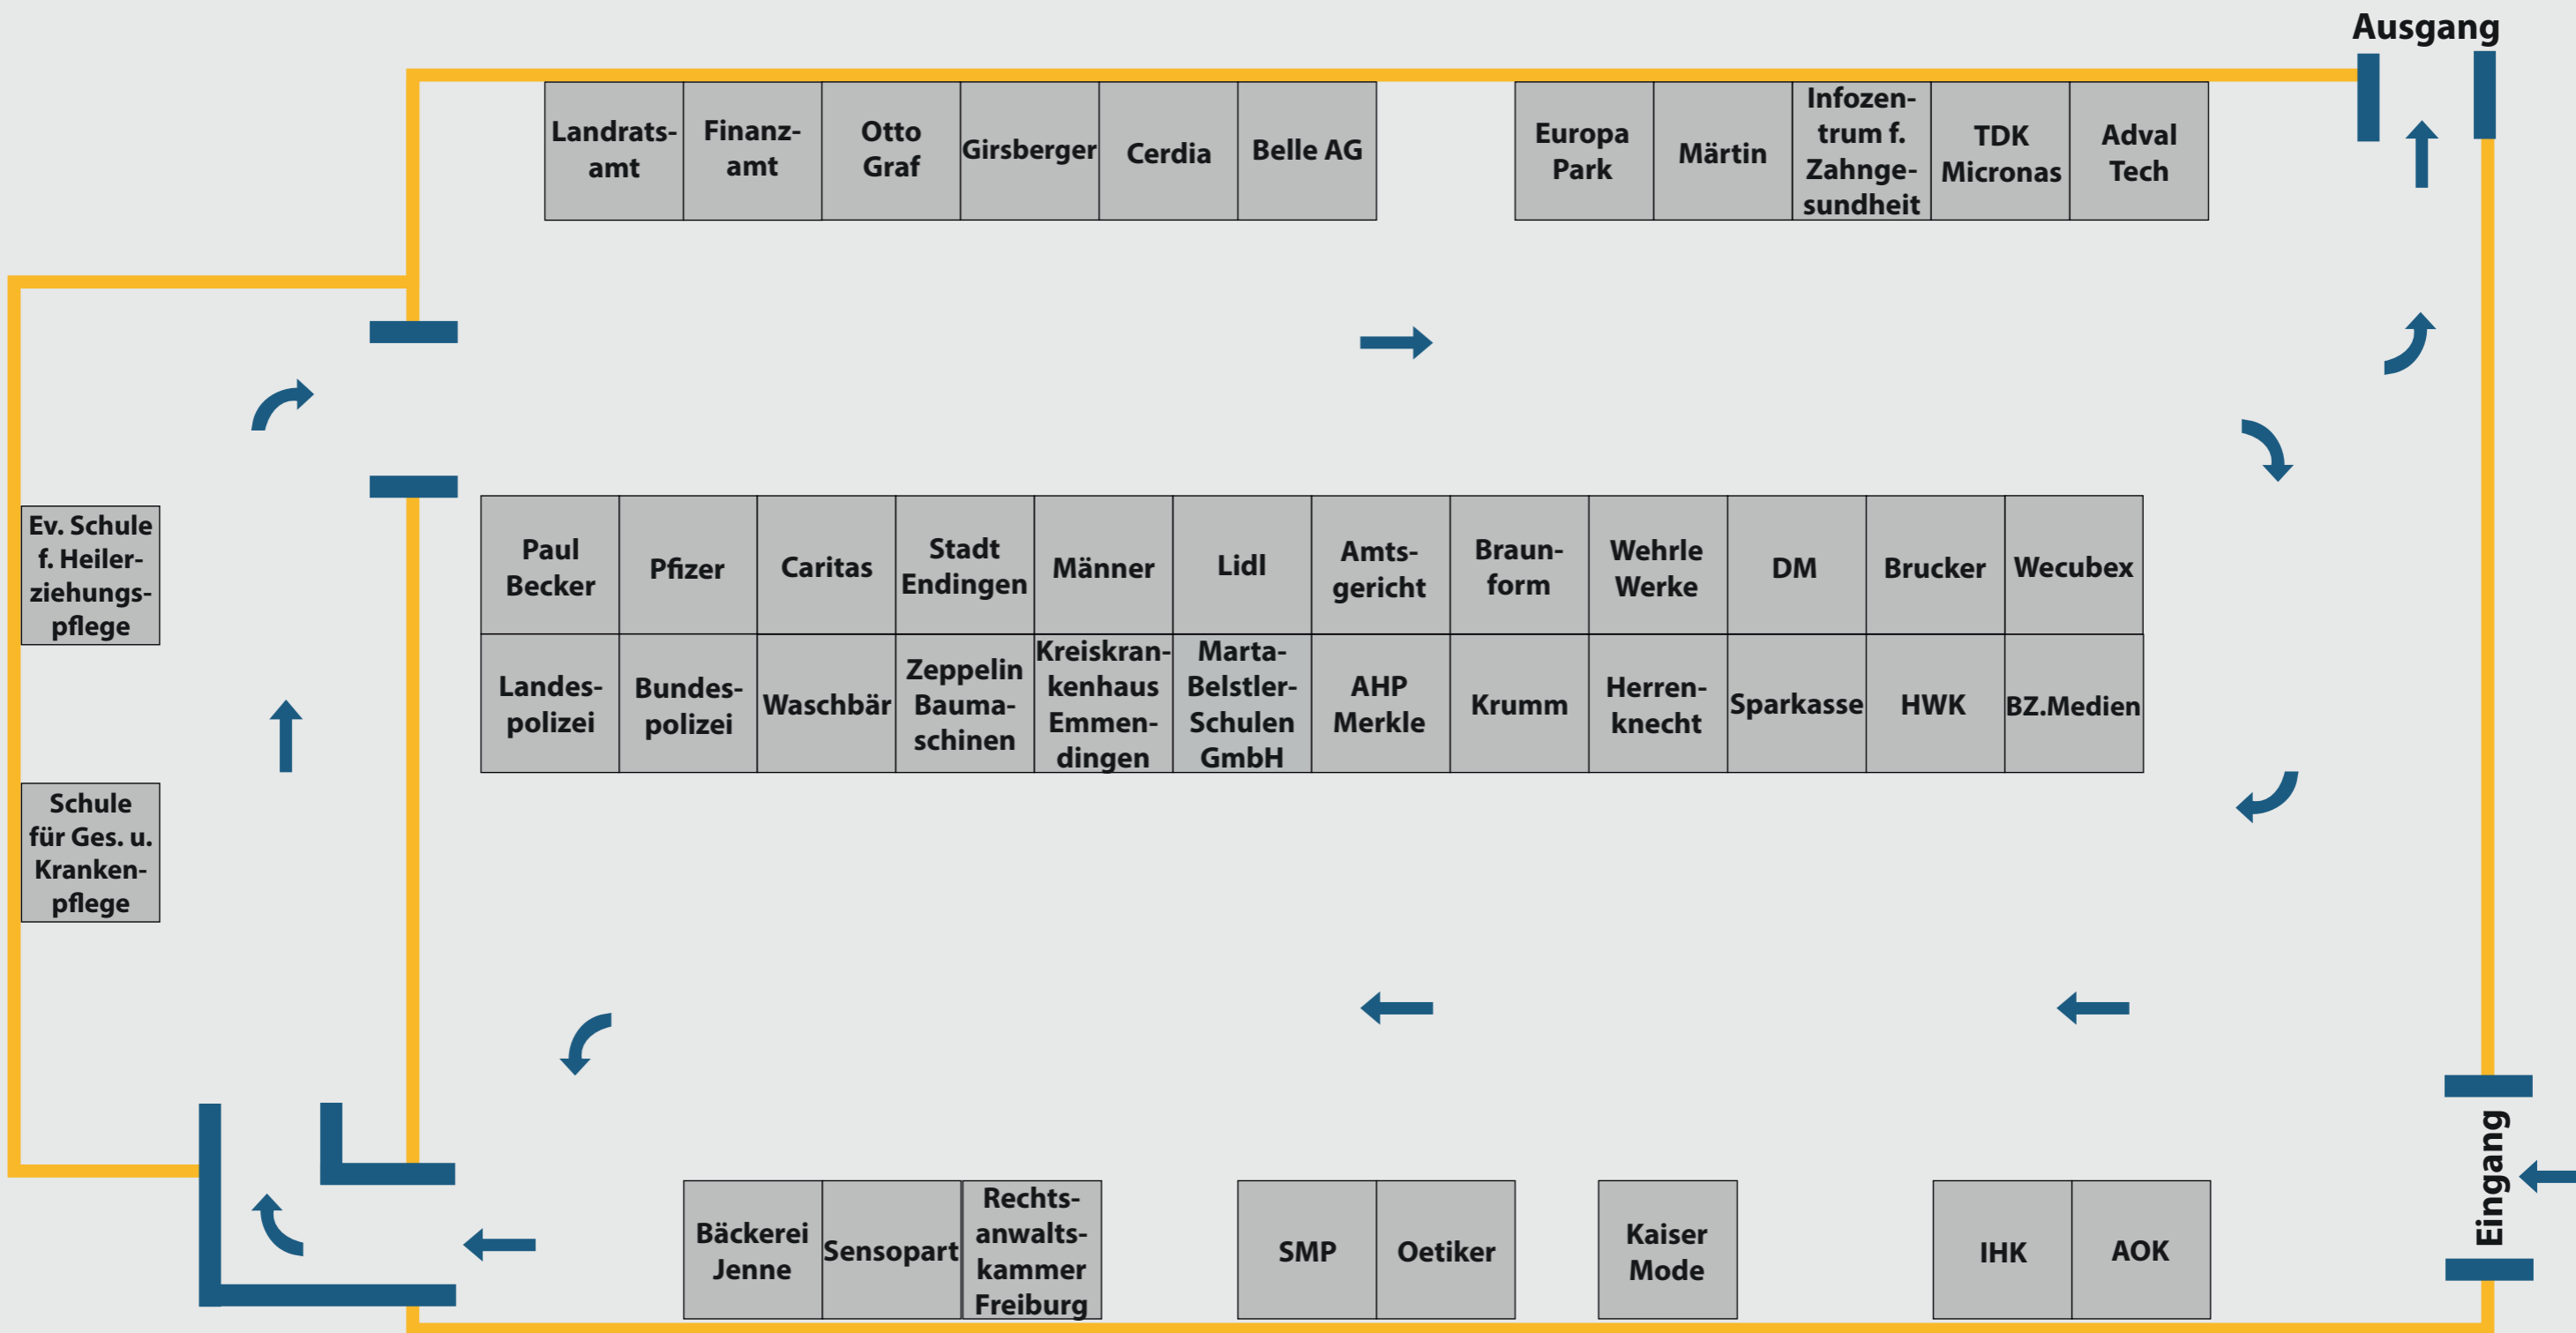 Ausgang
Landrats-
amt
Finanz-
amt
Otto
Graf
Girsberger
Cerdia
Belle AG
Europa
Park
Märtin
Infozen-
trum f.
Zahnge-
sundheit
TDK
Micronas
Adval
Tech
Ev. Schule
f. Heiler-
ziehungs-
pflege
Paul
Becker
Pfizer
Caritas
Stadt
Endingen
Männer
Lidl
Amts-
gericht
Braun-
form
Wehrle
Werke
DM
Brucker
Wecubex
Landes-
polizei
Bundes-
polizei
Waschbär
Zeppelin
Bauma-
schinen
Kreiskran-
kenhaus
Emmen-
dingen
Marta-
Belstler-
Schulen
GmbH
AHP
Merkle
Krumm
Herren-
knecht
Sparkasse
HWK
BZ.Medien
Schule
für Ges. u.
Kranken-
pflege
Bäckerei
Jenne
Sensopart
Rechts-
anwalts-
kammer
Freiburg
SMP
Oetiker
Kaiser
Mode
IHK
AOK
Eingang